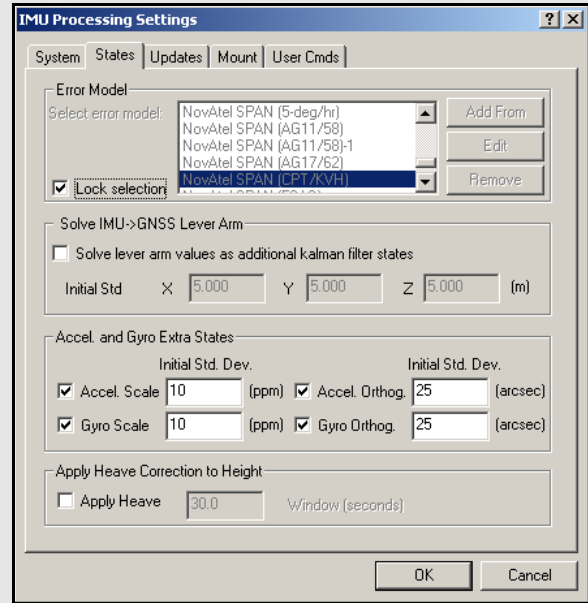 IMU Processing Settings
System States Updates Mount User Cmds
Error Model
Select error model:
NovAtel SPAN (5-deg/hr)
NovAtel SPAN (AG11/58)
NovAtel SPAN (AG11/58)-1
NovAtel SPAN (AG17/62)
NovAtel SPAN (CPT/KVH)
Add From
Edit
Remove
Lock selection
Solve IMU->GNSS Lever Arm
Solve lever arm values as additional kalman filter states
Initial Std X 5.000 Y 5.000 Z 5.000 (m)
Accel. and Gyro Extra States
Initial Std. Dev. Initial Std. Dev.
Accel. Scale 10 (ppm) Accel. Orthog. 25 (arcsec)
Gyro Scale 10 (ppm) Gyro Orthog. 25 (arcsec)
Apply Heave Correction to Height
Apply Heave 30.0 Window (seconds)
OK Cancel